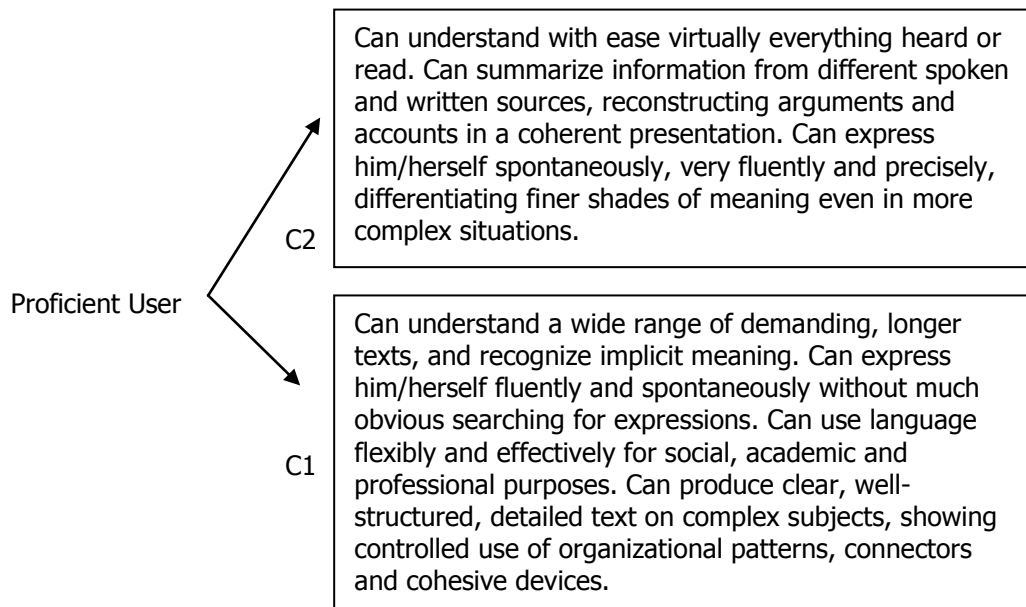 Can understand with ease virtually everything heard or
read. Can summarize information from different spoken
and written sources, reconstructing arguments and
accounts in a coherent presentation. Can express
him/herself spontaneously, very fluently and precisely,
differentiating finer shades of meaning even in more
complex situations.
C2
Proficient User
Can understand a wide range of demanding, longer
texts, and recognize implicit meaning. Can express
him/herself fluently and spontaneously without much
obvious searching for expressions. Can use language
flexibly and effectively for social, academic and
C1
professional purposes. Can produce clear, well-
structured, detailed text on complex subjects, showing
controlled use of organizational patterns, connectors
and cohesive devices.